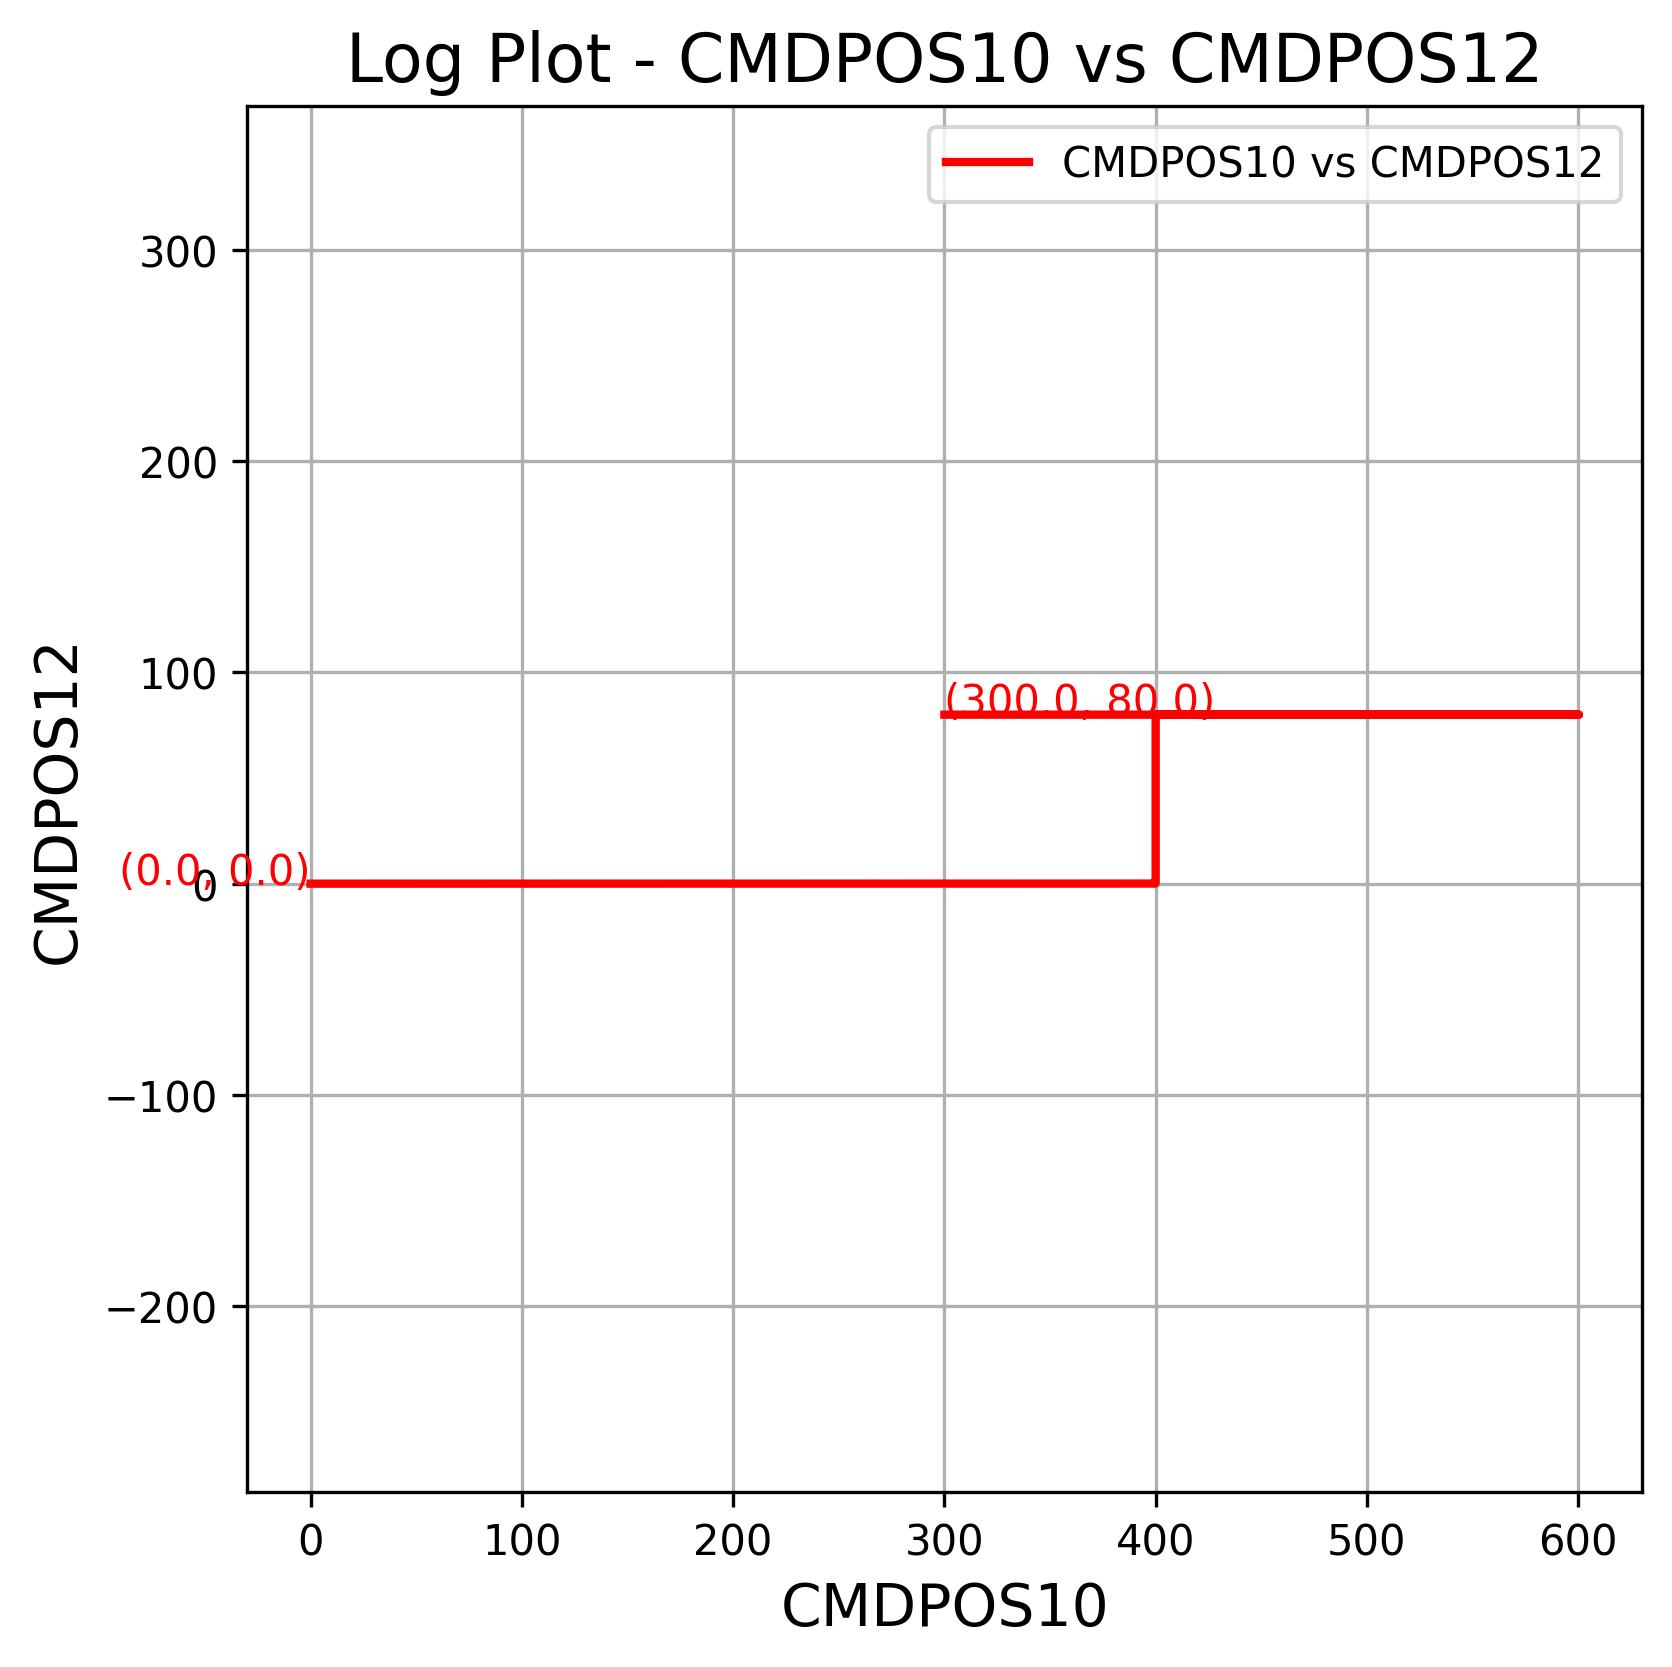 Log Plot - CMDPOS10 vs CMDPOS12
CMDPOS10 vs CMDPOS12
300
200
100
(300.0, 80.0)
(0.0, 0.0)
0
−100
−200
0 100 200 300 400 500 600
CMDPOS10
CMDPOS12